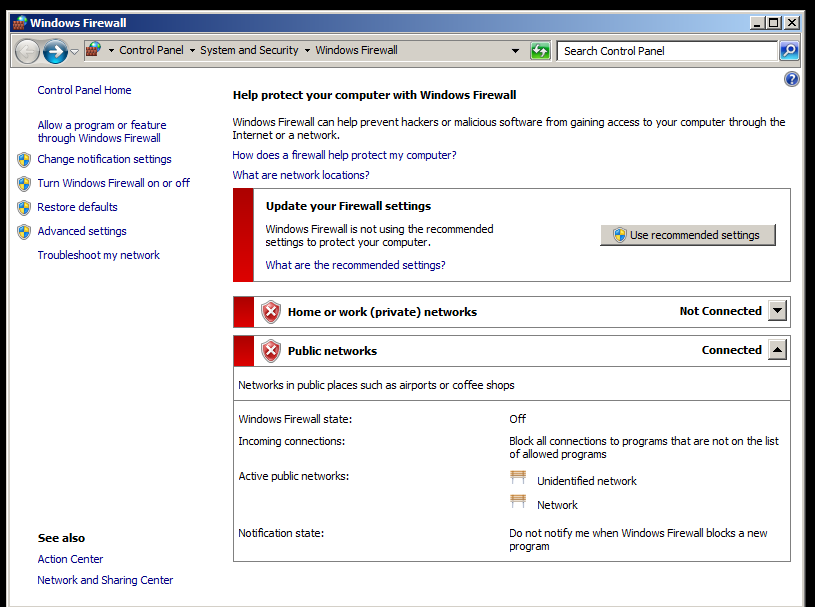 Windows Firewall
Control Panel
System and Security
Windows Firewall
Search Control Panel
Control Panel Home
Allow a program or feature
through Windows Firewall
Change notification settings
Turn Windows Firewall on or off
Restore defaults
Advanced settings
Troubleshoot my network
See also
Action Center
Network and Sharing Center
Help protect your computer with Windows Firewall
Windows Firewall can help prevent hackers or malicious software from gaining access to your computer through the
Internet or a network.
How does a firewall help protect my computer?
What are network locations?
Update your Firewall settings
Windows Firewall is not using the recommended
settings to protect your computer.
What are the recommended settings?
Use recommended settings
Home or work (private) networks
Not Connected
Public networks
Connected
Networks in public places such as airports or coffee shops
Windows Firewall state:
Off
Incoming connections:
Block all connections to programs that are not on the list
of allowed programs
Active public networks:
Unidentified network
Network
Notification state:
Do not notify me when Windows Firewall blocks a new
program